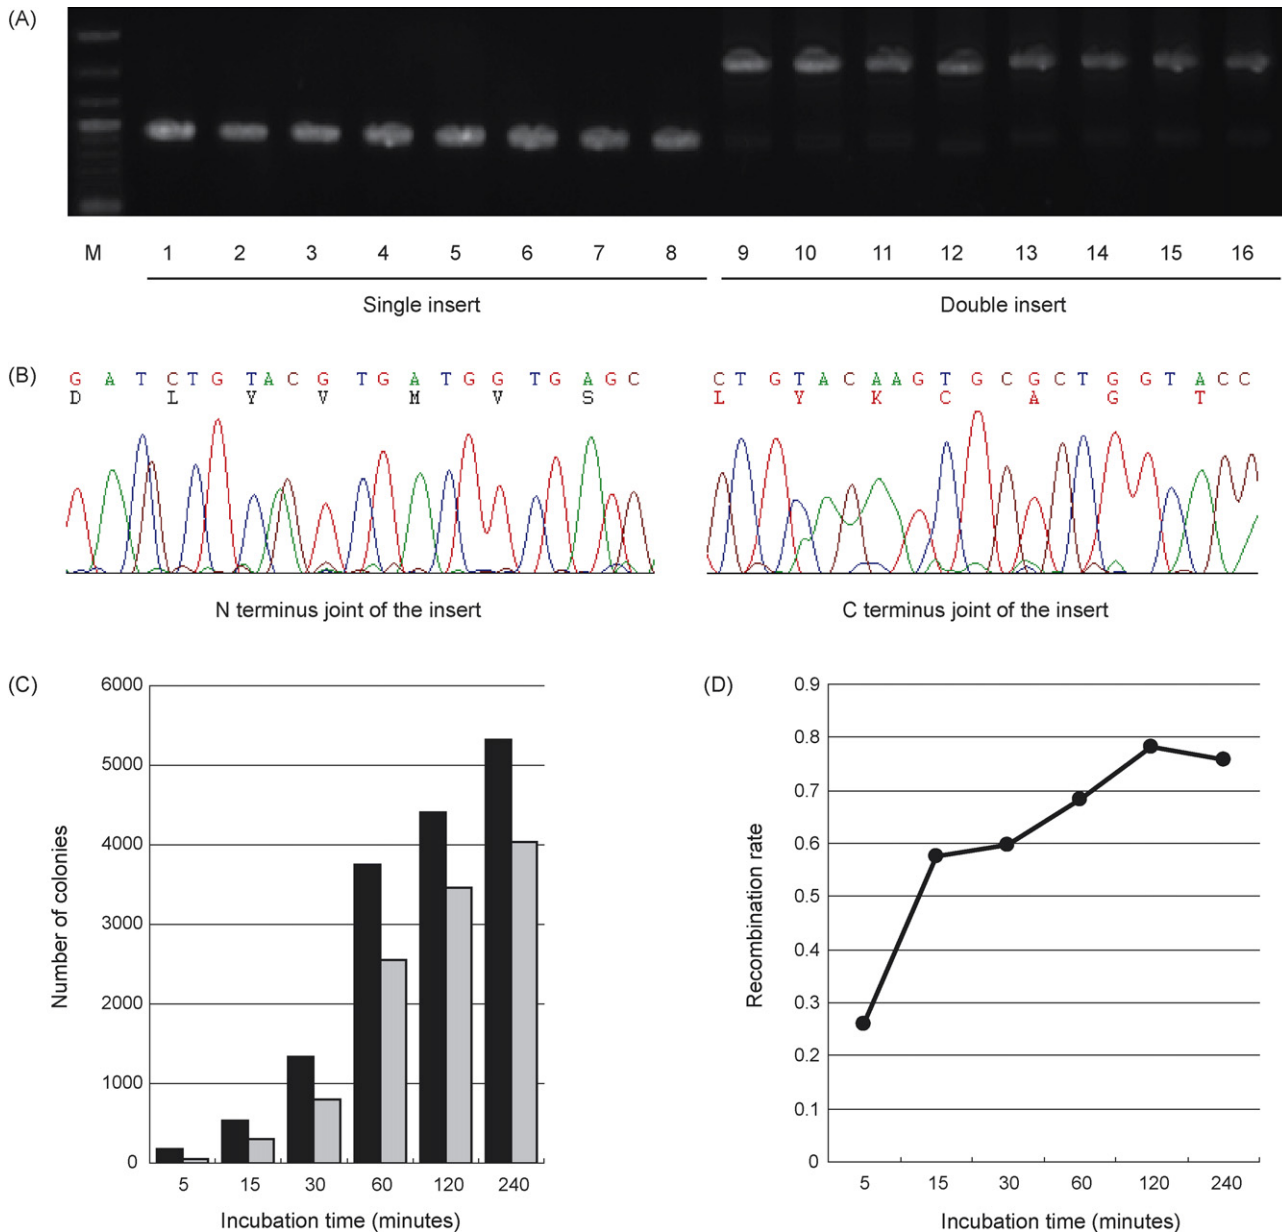 (A)
M 1 2 3 4 5 6 7 8 9 10 11 12 13 14 15 16
Single insert Double insert
(B)
G A T C T G T A C G T G A T G G T G A G C
D L Y V M V S
C T G T A C A A G T G C G C T G G T A C C
L Y K C A G T
N terminus joint of the insert
C terminus joint of the insert
(C)
6000
5000
4000
3000
2000
1000
0
Number of colonies
5 15 30 60 120 240
Incubation time (minutes)
(D)
0.9
0.8
0.7
0.6
0.5
0.4
0.3
0.2
0.1
0
Recombination rate
5 15 30 60 120 240
Incubation time (minutes)